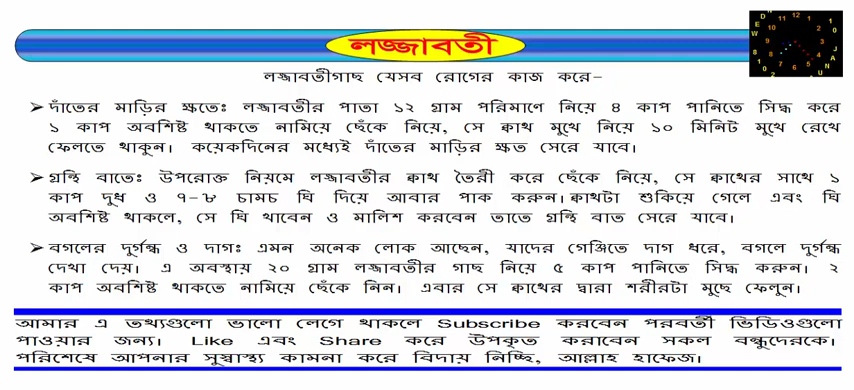 লজ্জাবতী
লজ্জাবতীগাছ যেসব রোগের কাজ করে–
➢ দাঁতের মাড়ির ক্ষতেঃ লজ্জাবতীর পাতা ১২ গ্রাম পরিমাণে নিয়ে ৪ কাপ পানিতে সিদ্ধ করে
১ কাপ অবশিষ্ট থাকতে নামিয়ে ছেঁকে নিয়ে, সে ক্বাথ মুখে নিয়ে ১০ মিনিট মুখে রেখে
ফেলতে থাকুন। কয়েকদিনের মধ্যেই দাঁতের মাড়ির ক্ষত সেরে যাবে।
➢ গ্রন্থি বাতেঃ উপরোক্ত নিয়মে লজ্জাবতীর ক্বাথ তৈরী করে ছেঁকে নিয়ে, সে ক্বাথের সাথে ১
কাপ দুধ ও ৭-৮ চামচ ঘি দিয়ে আবার পাক করুন। ক্বাথটা শুকিয়ে গেলে এবং ঘি
অবশিষ্ট থাকলে, সে ঘি খাবেন ও মালিশ করবেন তাতে গ্রন্থি বাত সেরে যাবে।
➢ বগলের দুর্গন্ধ ও দাগঃ এমন অনেক লোক আছেন, যাদের গেঞ্জিতে দাগ ধরে, বগলে দুর্গন্ধ
দেখা দেয়। এ অবস্থায় ২০ গ্রাম লজ্জাবতীর গাছ নিয়ে ৫ কাপ পানিতে সিদ্ধ করুন। ২
কাপ অবশিষ্ট থাকতে নামিয়ে ছেঁকে নিন। এবার সে ক্বাথের দ্বারা শরীরটা মুছে ফেলুন।
আমার এ তথ্যগুলো ভালো লেগে থাকলে Subscribe করবেন পরবর্তী ভিডিওগুলো
পাওয়ার জন্য। Like এবং Share করে উপকৃত করাবেন সকল বন্ধুদেরকে।
পরিশেষে আপনার সুস্বাস্থ্য কামনা করে বিদায় নিচ্ছি, আল্লাহ হাফেজ।